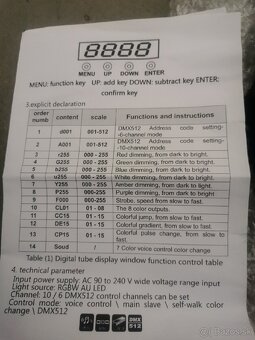 8888
MENU UP DOWN ENTER
MENU: function key UP: add key DOWN: subtract key ENTER:
confirm key
3.explicit declaration
order numb content scale Functions and instructions
1 d001 001-512 DMX512 Address code setting-
-6-channel mode
2 A001 001-512 DMX512 Address code setting-
-10-channel mode
3 r255 000 - 255 Red dimming, from dark to bright.
4 G255 000 - 255 Green dimming, from dark to bright.
5 b255 000 - 255 Blue dimming, from dark to bright.
6 u255 000 - 255 White dimming, from dark to bright.
7 Y255 000 - 255 Amber dimming, from dark to light.
8 P255 000 - 255 Purple dimming, from dark to bright.
9 F000 000 - 255 Strobe, speed from slow to fast.
10 CL01 01 - 08 The 8 color outputs.
11 CC15 01 - 15 Colorful jump, from slow to fast.
12 DE15 01 - 15 Colorful gradient, from slow to fast.
13 CP15 01 - 15 Colorful pulse change, from slow to fast.
14 Soud / 7 Color voice control color change
Table (1) Digital tube display window function control table
4. technical parameter
Input power supply: AC 90 to 240 V wide voltage range input
Light source: RGBW AU LED
Channel: 10 / 6 DMX512 control channels can be set
Control mode: voice control \ main slave \ self-walk color
change \ DMX512
DMX
512